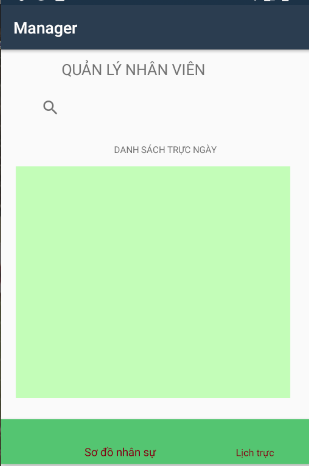 Manager
QUẢN LÝ NHÂN VIÊN
DANH SÁCH TRỰC NGÀY
Sơ đồ nhân sự
Lịch trực